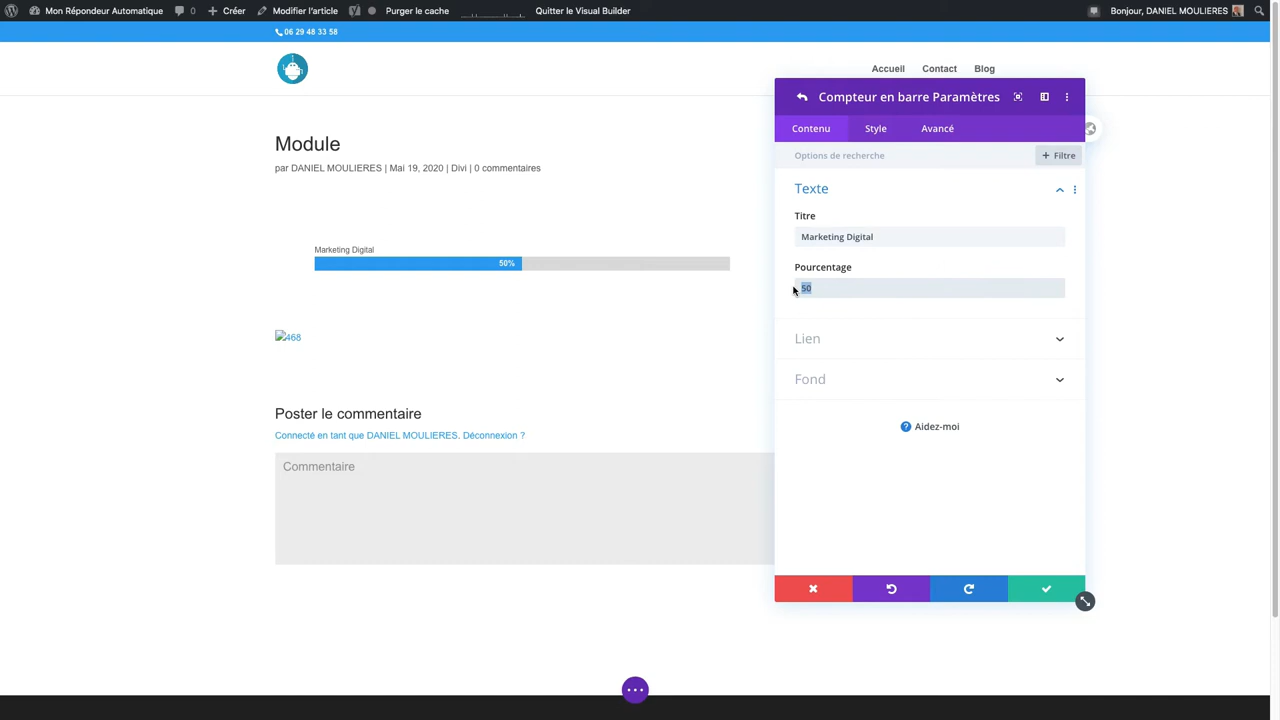 Mon Répondeur Automatique 0 Créer Modifier l'article Purger le cache Quitter le Visual Builder Bonjour, DANIEL MOULIERES
06 29 48 33 58
Accueil Contact Blog
Module
par DANIEL MOULIERES | Mai 19, 2020 | Divi | 0 commentaires
Marketing Digital
50%
468
Poster le commentaire
Connecté en tant que DANIEL MOULIERES. Déconnexion ?
Commentaire
Compteur en barre Paramètres
Contenu Style Avancé
Options de recherche + Filtre
Texte
Titre
Marketing Digital
Pourcentage
50
Lien
Fond
? Aidez-moi